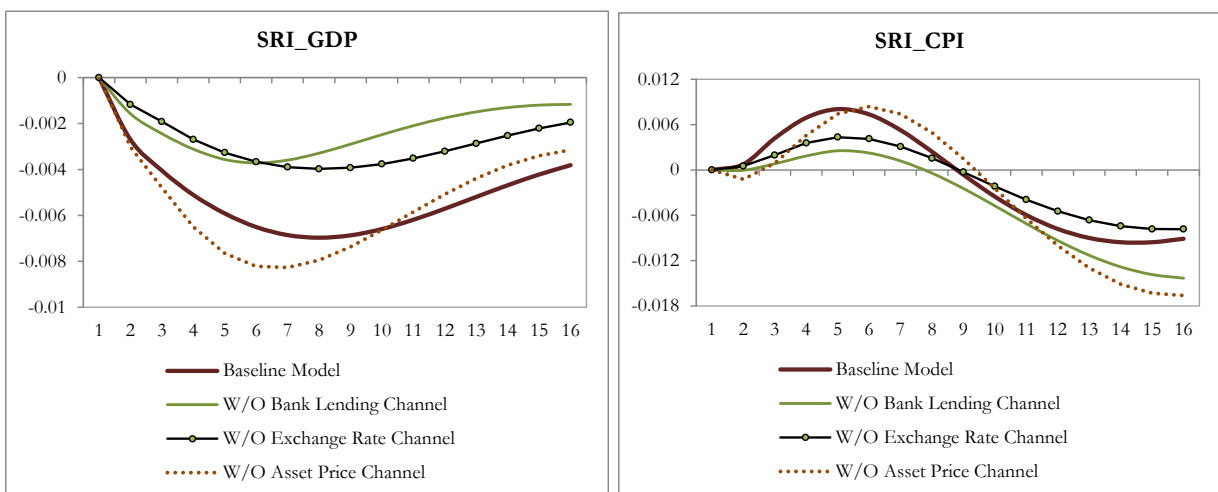 SRI_GDP
0
-0.002
-0.004
-0.006
-0.008
-0.01
1 2 3 4 5 6 7 8 9 10 11 12 13 14 15 16
Baseline Model
W/O Bank Lending Channel
W/O Exchange Rate Channel
W/O Asset Price Channel
SRI_CPI
0.012
0.006
0
-0.006
-0.012
-0.018
1 2 3 4 5 6 7 8 9 10 11 12 13 14 15 16
Baseline Model
W/O Bank Lending Channel
W/O Exchange Rate Channel
W/O Asset Price Channel